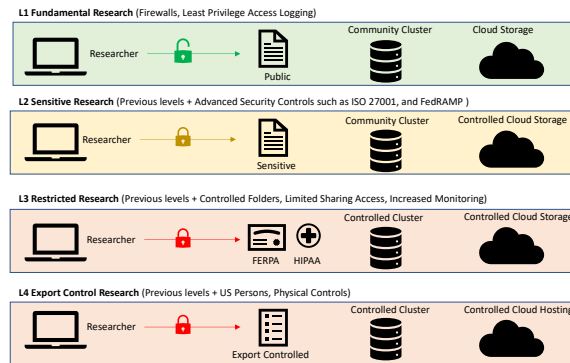 L1 Fundamental Research (Firewalls, Least Privilege Access Logging)
Researcher
Public
Community Cluster
Cloud Storage
L2 Sensitive Research (Previous levels + Advanced Security Controls such as ISO 27001, and FedRAMP )
Researcher
Sensitive
Community Cluster
Controlled Cloud Storage
L3 Restricted Research (Previous levels + Controlled Folders, Limited Sharing Access, Increased Monitoring)
Researcher
FERPA
HIPAA
Controlled Cluster
Controlled Cloud Storage
L4 Export Control Research (Previous levels + US Persons, Physical Controls)
Researcher
Export Controlled
Controlled Cluster
Controlled Cloud Hosting